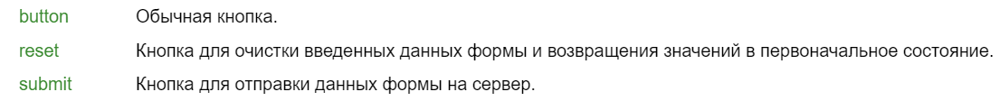 button Обычная кнопка.
reset Кнопка для очистки введенных данных формы и возвращения значений в первоначальное состояние.
submit Кнопка для отправки данных формы на сервер.